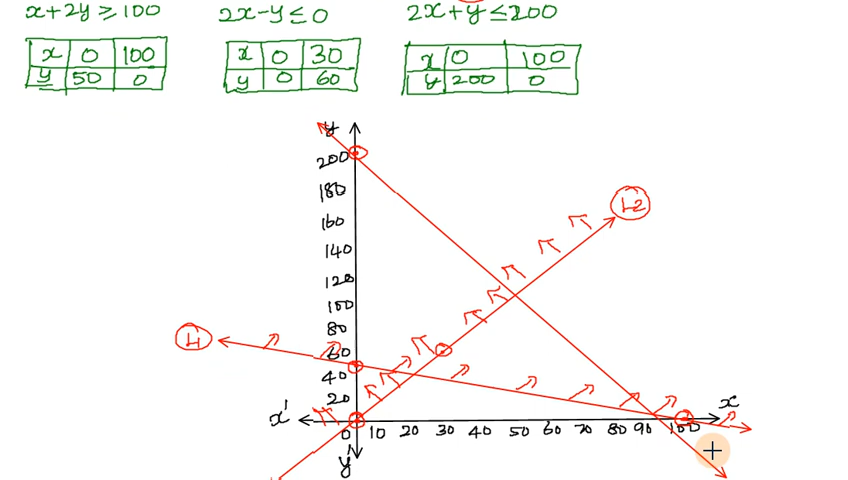 x+2y≥100 2x-y≤0 2x+y≤200
x 0 100 x 0 30 x 0 100
y 50 0 y 0 60 y 200 0
y
200
180
160
140
120
100
80
60
40
20
L2
L1
x' x
0 10 20 30 40 50 60 70 80 90 100
y'